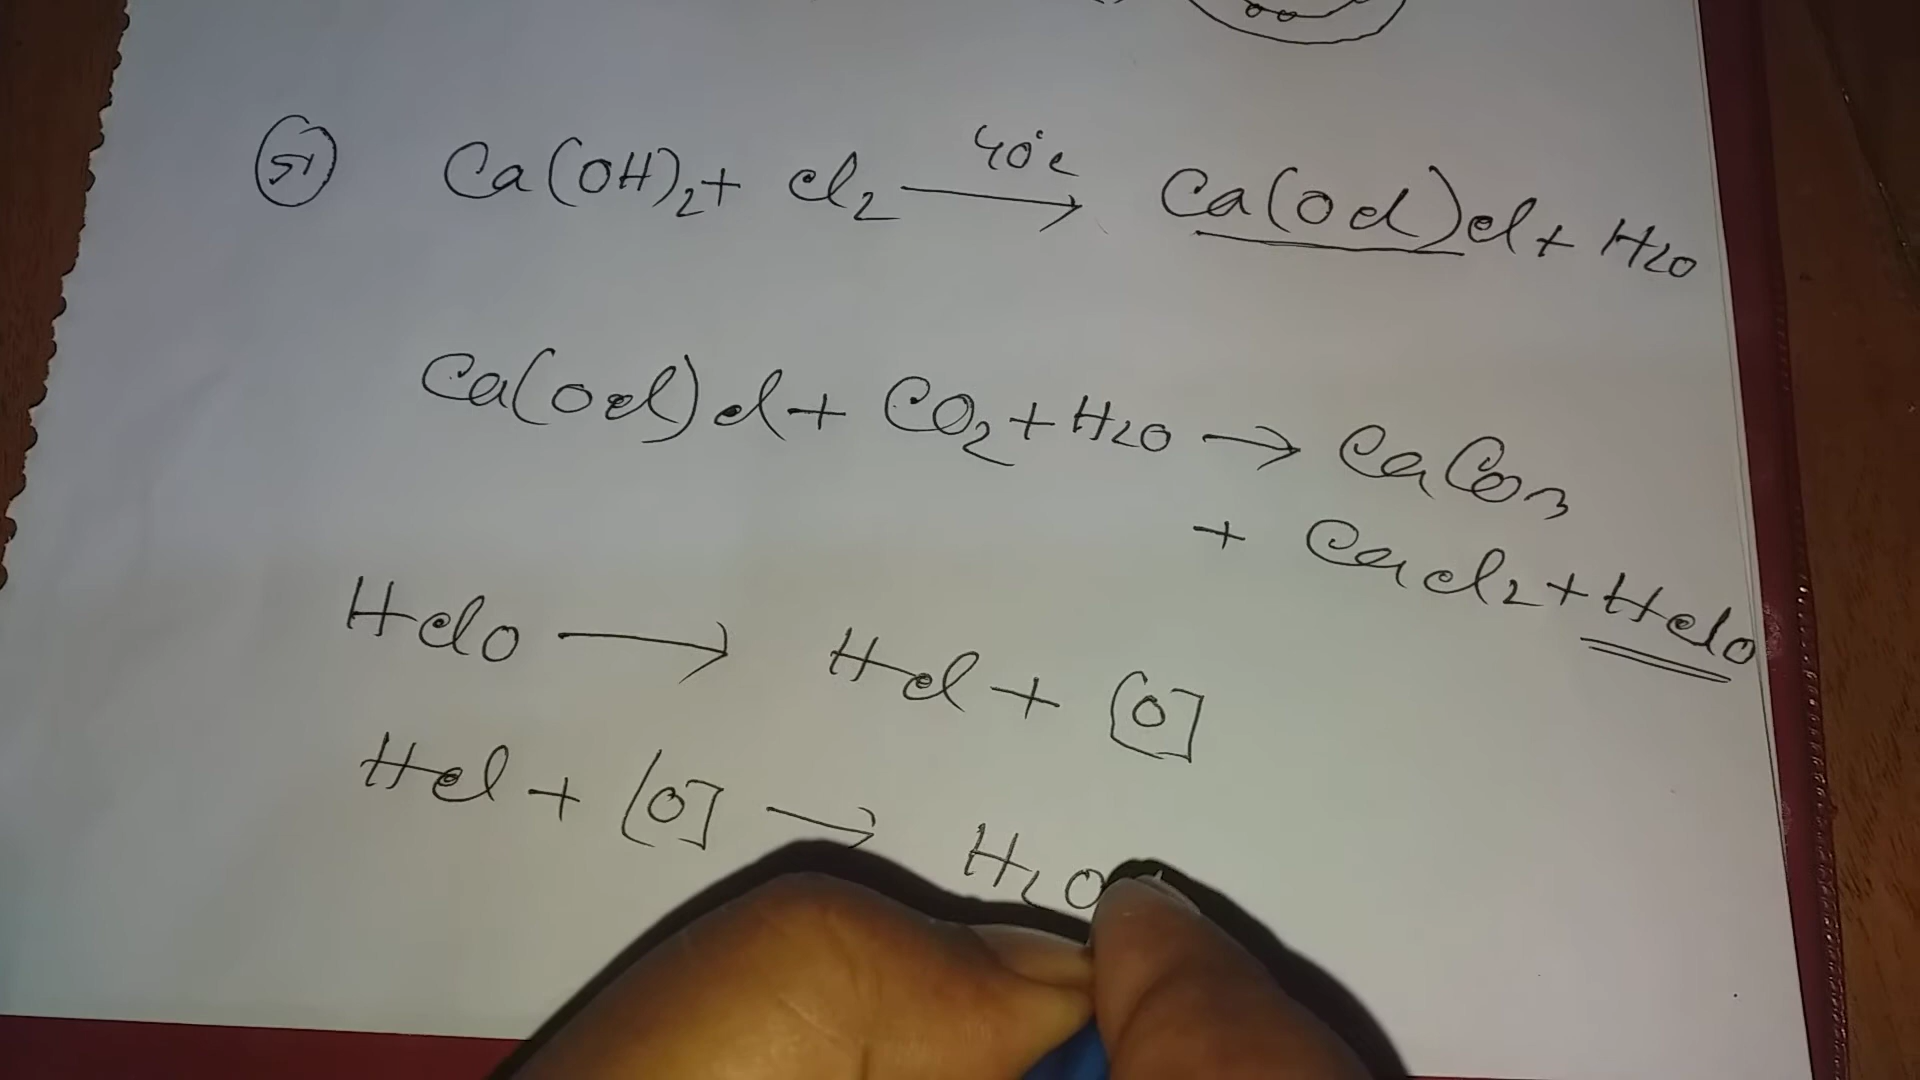 গ Ca(OH)₂ + Cl₂ —40°C→ Ca(OCl)Cl + H₂O
Ca(OCl)Cl + CO₂ + H₂O → CaCO₃
+ CaCl₂ + HClO
HClO → HCl + [O]
HCl + [O] → H₂O